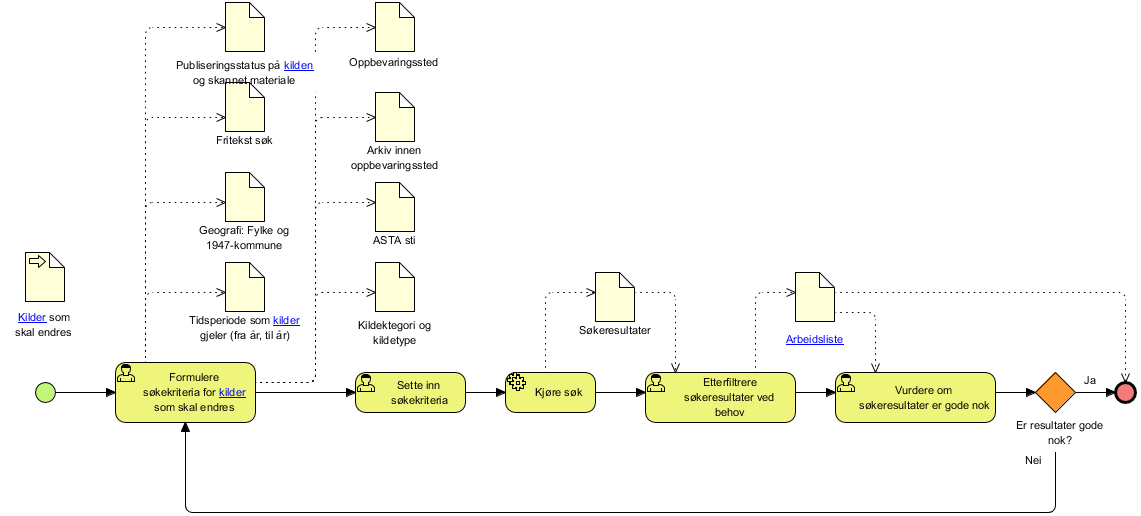 Publiseringsstatus på kilden
og skannet materiale
Oppbevaringssted
Fritekst søk
Arkiv innen
oppbevaringssted
Geografi: Fylke og
1947-kommune
ASTA sti
Kilder som
skal endres
Tidsperiode som kilder
gjeler (fra år, til år)
Kildektegori og
kildetype
Søkeresultater
Arbeidsliste
Formulere
søkekriteria for kilder
som skal endres
Sette inn
søkekriteria
Kjøre søk
Etterfiltrere
søkeresultater ved
behov
Vurdere om
søkeresultater er gode nok
Ja
Er resultater gode
nok?
Nei